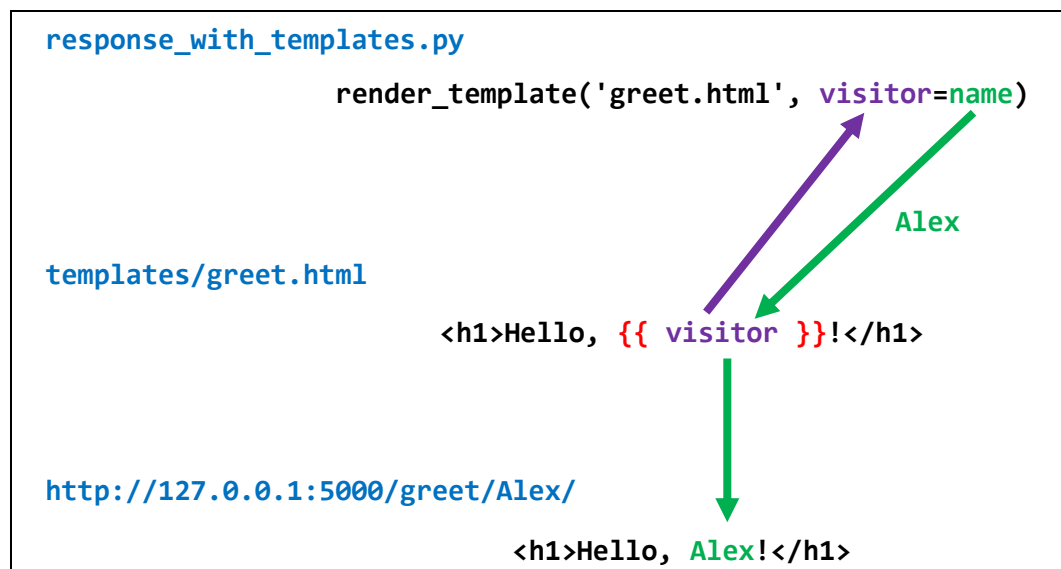 response_with_templates.py
render_template('greet.html', visitor=name)
Alex
templates/greet.html
<h1>Hello, {{ visitor }}!</h1>
http://127.0.0.1:5000/greet/Alex/
<h1>Hello, Alex!</h1>